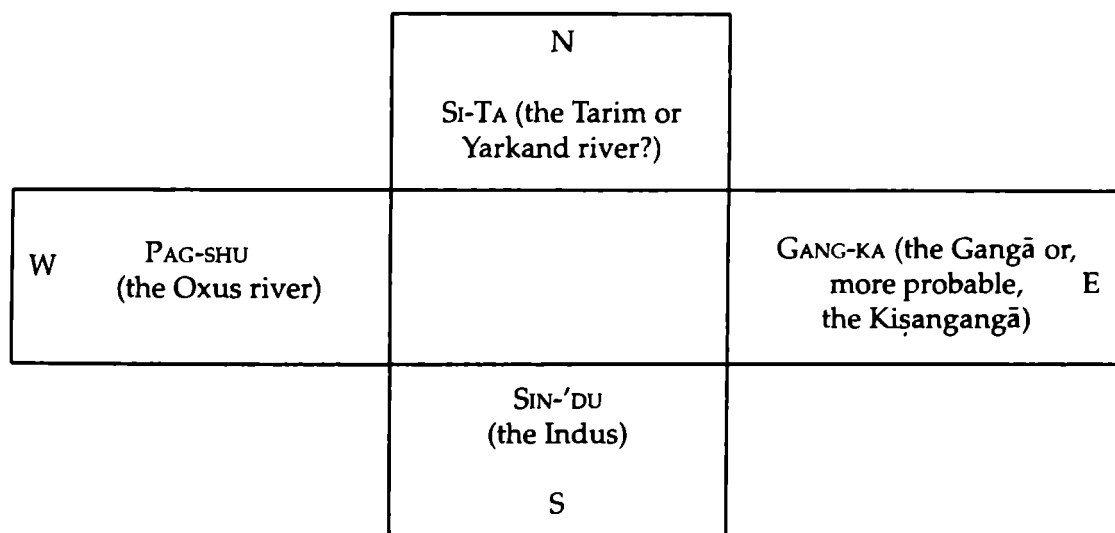 N
SI-TA (the Tarim or
Yarkand river?)
W
PAG-SHU
(the Oxus river)
GANG-KA (the Gangā or,
more probable,
E
the Kiṣangangā)
SIN-'DU
(the Indus)
S